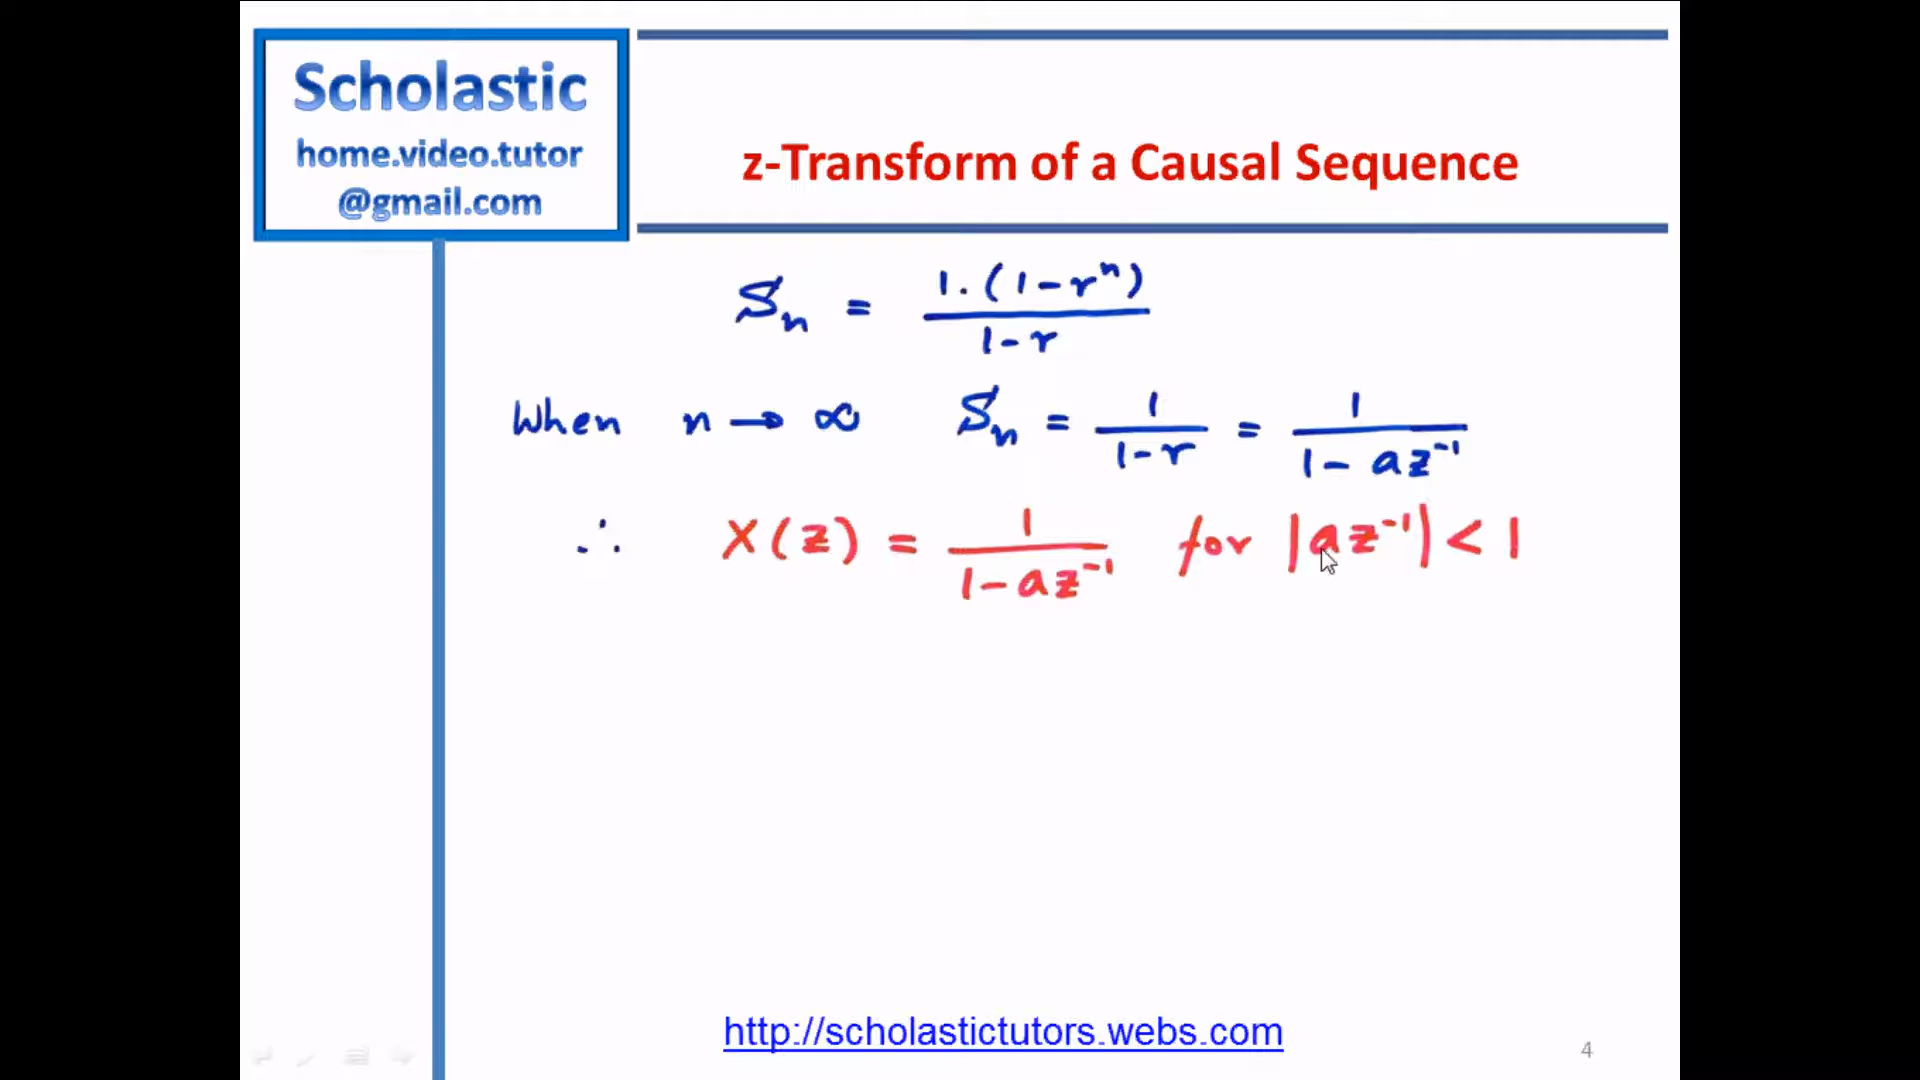 Scholastic
home.video.tutor
@gmail.com
z-Transform of a Causal Sequence
Sₙ = 1.(1-rⁿ) / 1-r
When n → ∞ Sₙ = 1 / 1-r = 1 / 1-az⁻¹
∴ X(z) = 1 / 1-az⁻¹ for |az⁻¹| < 1
http://scholastictutors.webs.com
4